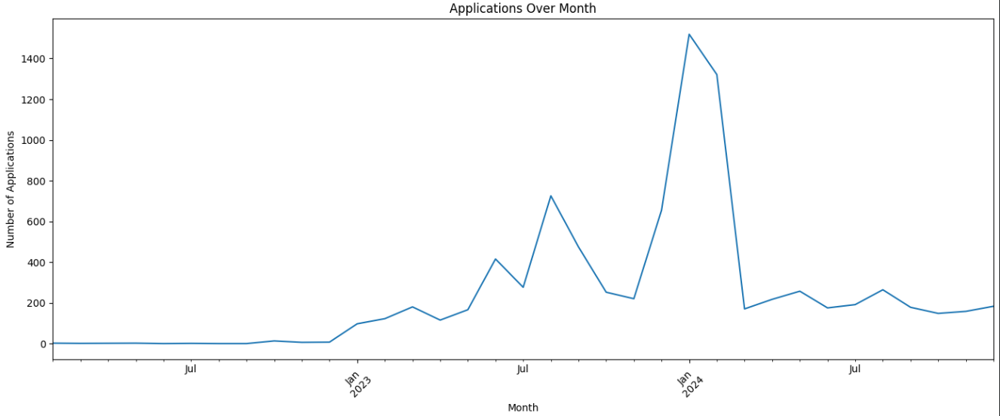 Applications Over Month
Number of Applications
1400
1200
1000
800
600
400
200
0
Jul
Jan
2023
Jul
Jan
2024
Jul
Month